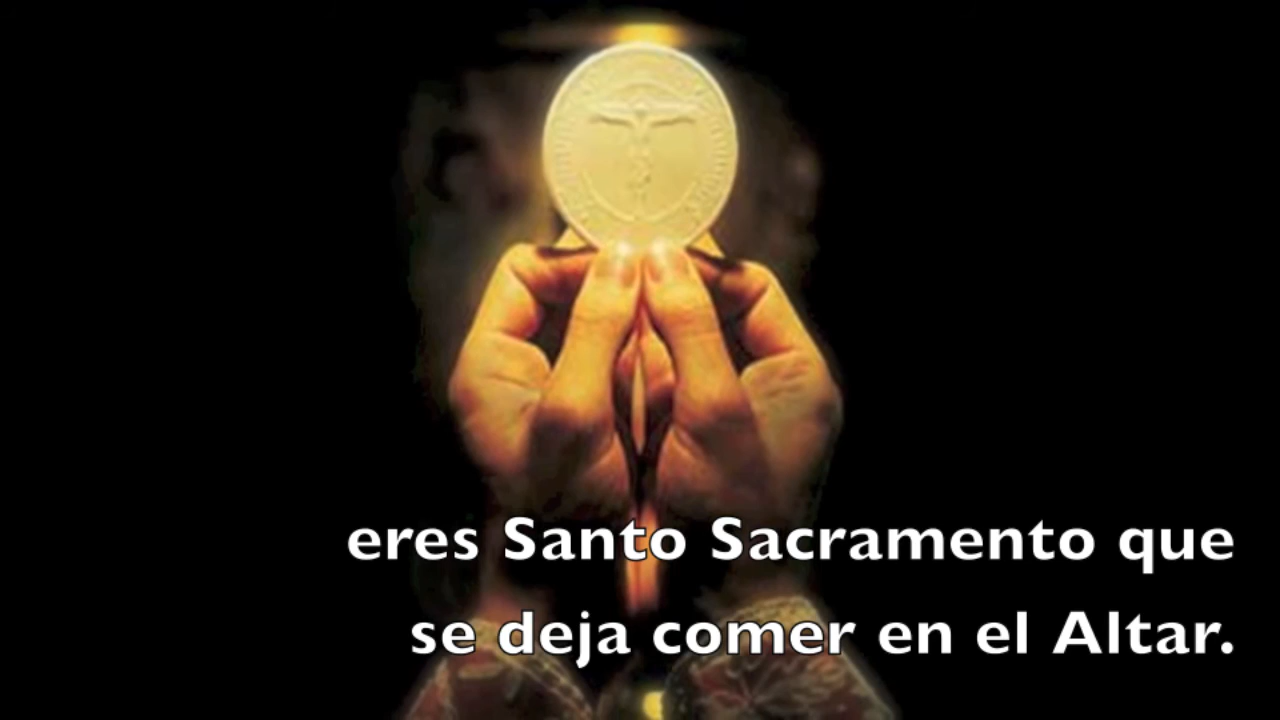 eres Santo Sacramento que
se deja comer en el Altar.